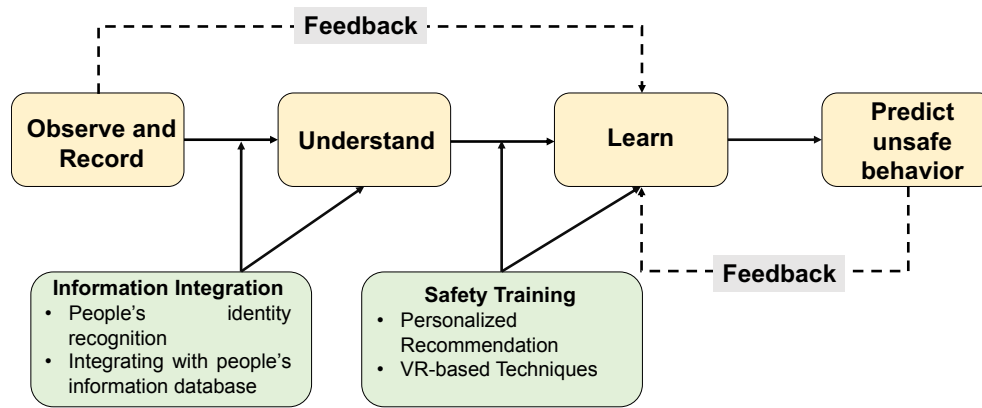 Feedback
Observe and
Record
Understand
Learn
Predict
unsafe
behavior
Feedback
Information Integration
• People's identity
recognition
• Integrating with people's
information database
Safety Training
• Personalized
Recommendation
• VR-based Techniques